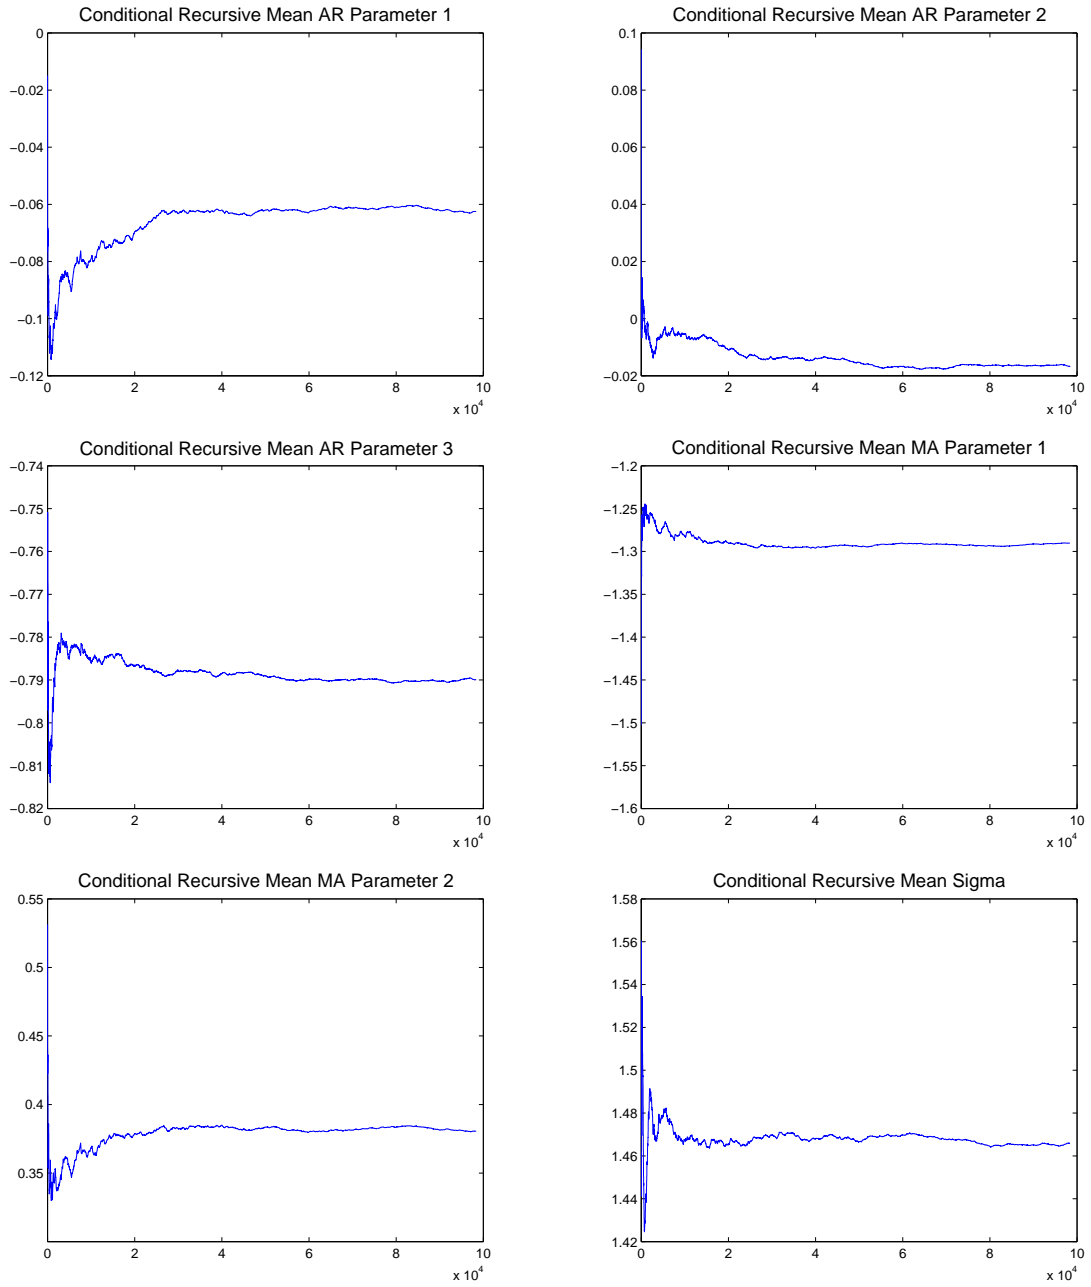 Conditional Recursive Mean AR Parameter 1
0
−0.02
−0.04
−0.06
−0.08
−0.1
−0.12
0 2 4 6 8 10
x 10^4
Conditional Recursive Mean AR Parameter 2
0.1
0.08
0.06
0.04
0.02
0
−0.02
0 2 4 6 8 10
x 10^4
Conditional Recursive Mean AR Parameter 3
−0.74
−0.75
−0.76
−0.77
−0.78
−0.79
−0.8
−0.81
−0.82
0 2 4 6 8 10
x 10^4
Conditional Recursive Mean MA Parameter 1
−1.2
−1.25
−1.3
−1.35
−1.4
−1.45
−1.5
−1.55
−1.6
0 2 4 6 8 10
x 10^4
Conditional Recursive Mean MA Parameter 2
0.55
0.5
0.45
0.4
0.35
0 2 4 6 8 10
x 10^4
Conditional Recursive Mean Sigma
1.58
1.56
1.54
1.52
1.5
1.48
1.46
1.44
1.42
0 2 4 6 8 10
x 10^4